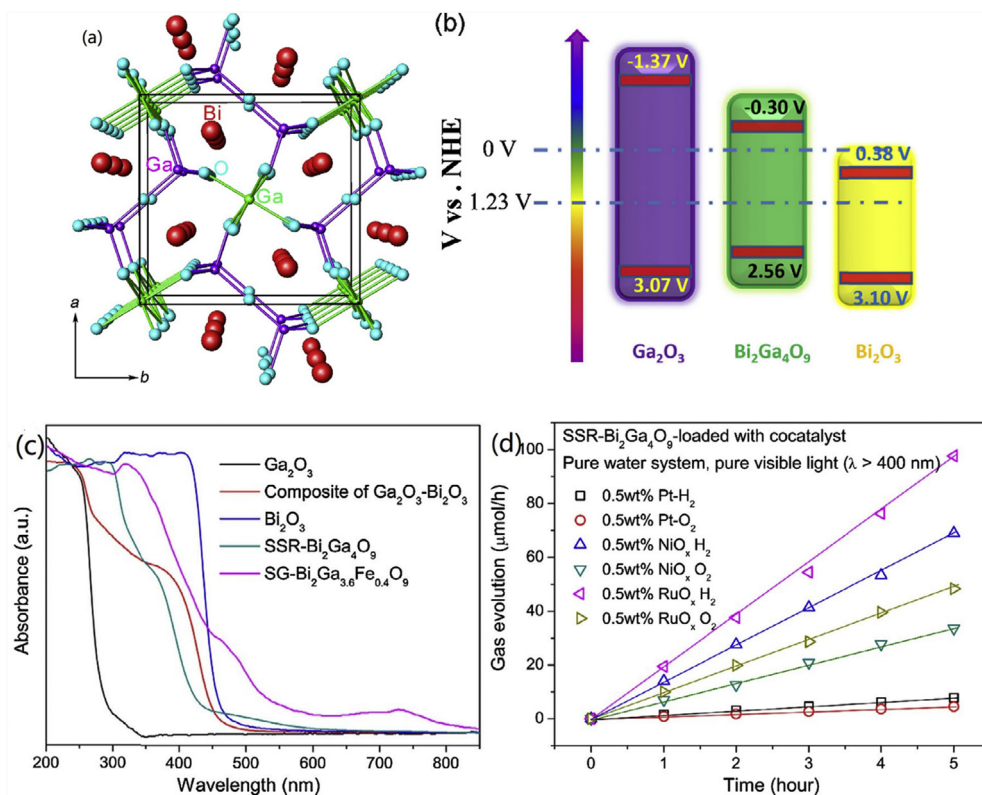 (a)
Bi
Ga
O
Ga
a
b
(b)
V vs. NHE
0 V
1.23 V
-1.37 V
3.07 V
-0.30 V
2.56 V
0.38 V
3.10 V
Ga₂O₃
Bi₂Ga₄O₉
Bi₂O₃
(c)
Absorbance (a.u.)
Ga₂O₃
Composite of Ga₂O₃-Bi₂O₃
Bi₂O₃
SSR-Bi₂Ga₄O₉
SG-Bi₂Ga₃.₆Fe₀.₄O₉
200 300 400 500 600 700 800
Wavelength (nm)
(d)
Gas evolution (μmol/h)
100
80
60
40
20
0
SSR-Bi₂Ga₄O₉-loaded with cocatalyst
Pure water system, pure visible light (λ > 400 nm)
0.5wt% Pt-H₂
0.5wt% Pt-O₂
0.5wt% NiOₓ H₂
0.5wt% NiOₓ O₂
0.5wt% RuOₓ H₂
0.5wt% RuOₓ O₂
0 1 2 3 4 5
Time (hour)